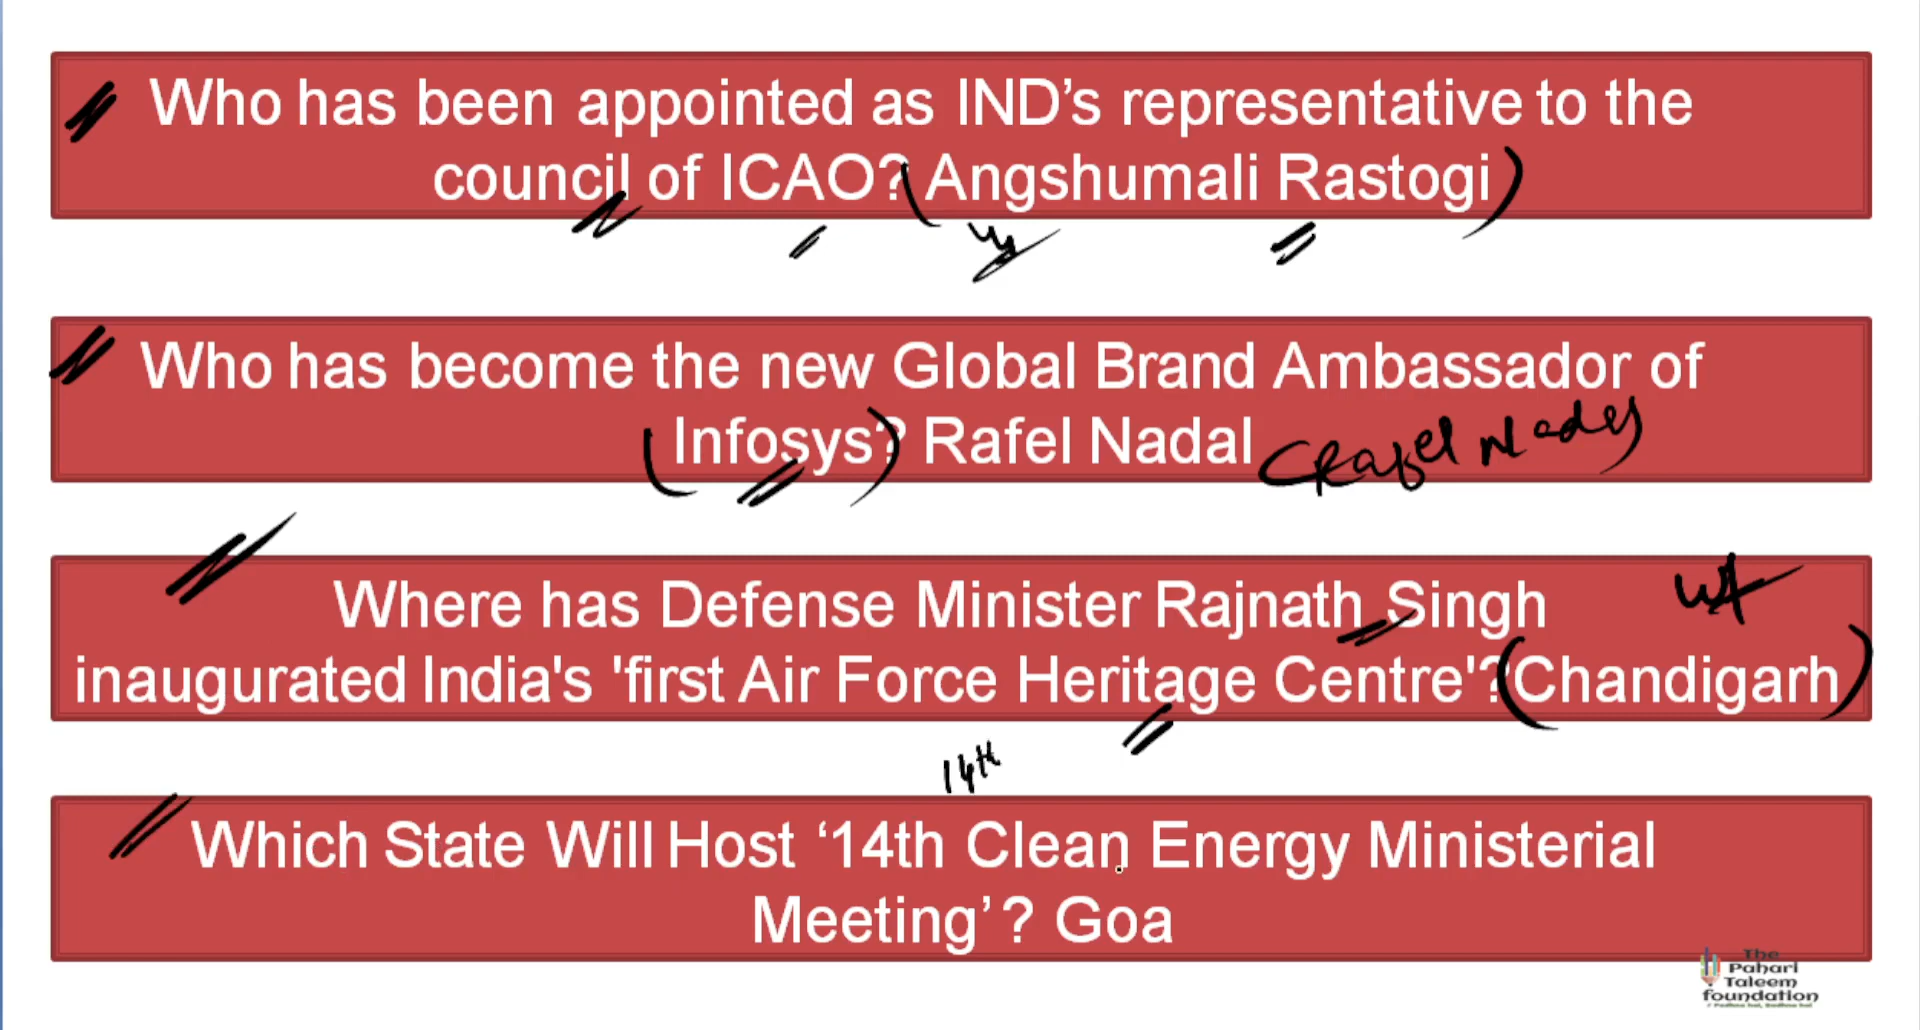 Who has been appointed as IND’s representative to the
council of ICAO? Angshumali Rastogi
Who has become the new Global Brand Ambassador of
Infosys? Rafel Nadal
Rafel Nadal
Where has Defense Minister Rajnath Singh
inaugurated India's 'first Air Force Heritage Centre'? Chandigarh
14th
Which State Will Host ‘14th Clean Energy Ministerial
Meeting’? Goa
The
Pahari
Taleem
foundation